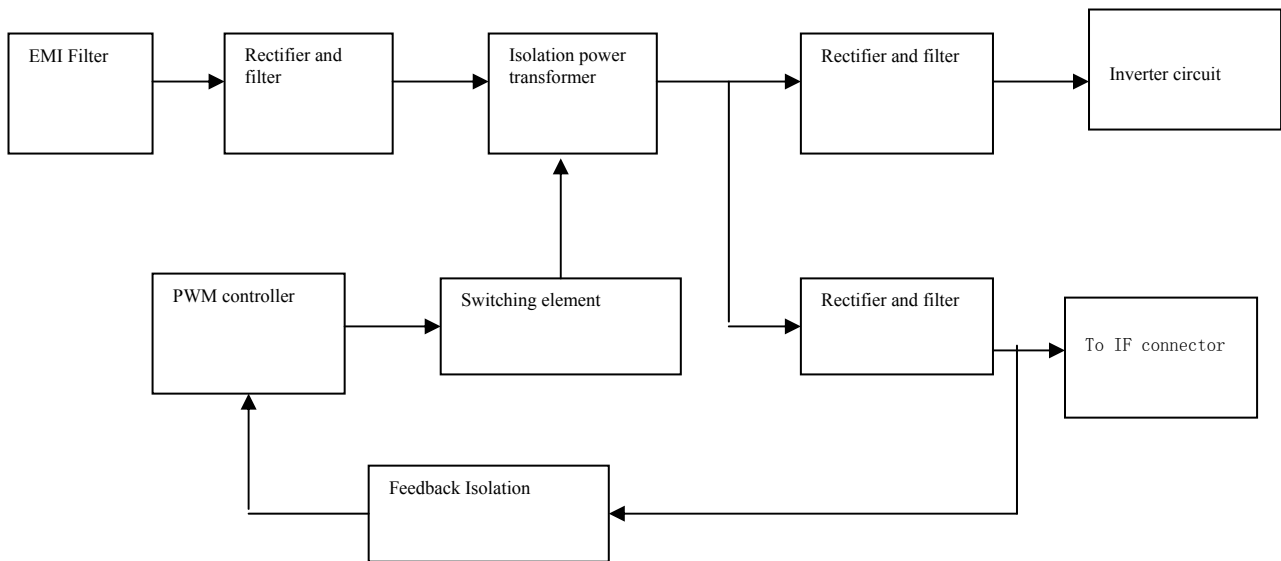 EMI Filter
Rectifier and
filter
Isolation power
transformer
Rectifier and filter
Inverter circuit
PWM controller
Switching element
Rectifier and filter
To IF connector
Feedback Isolation